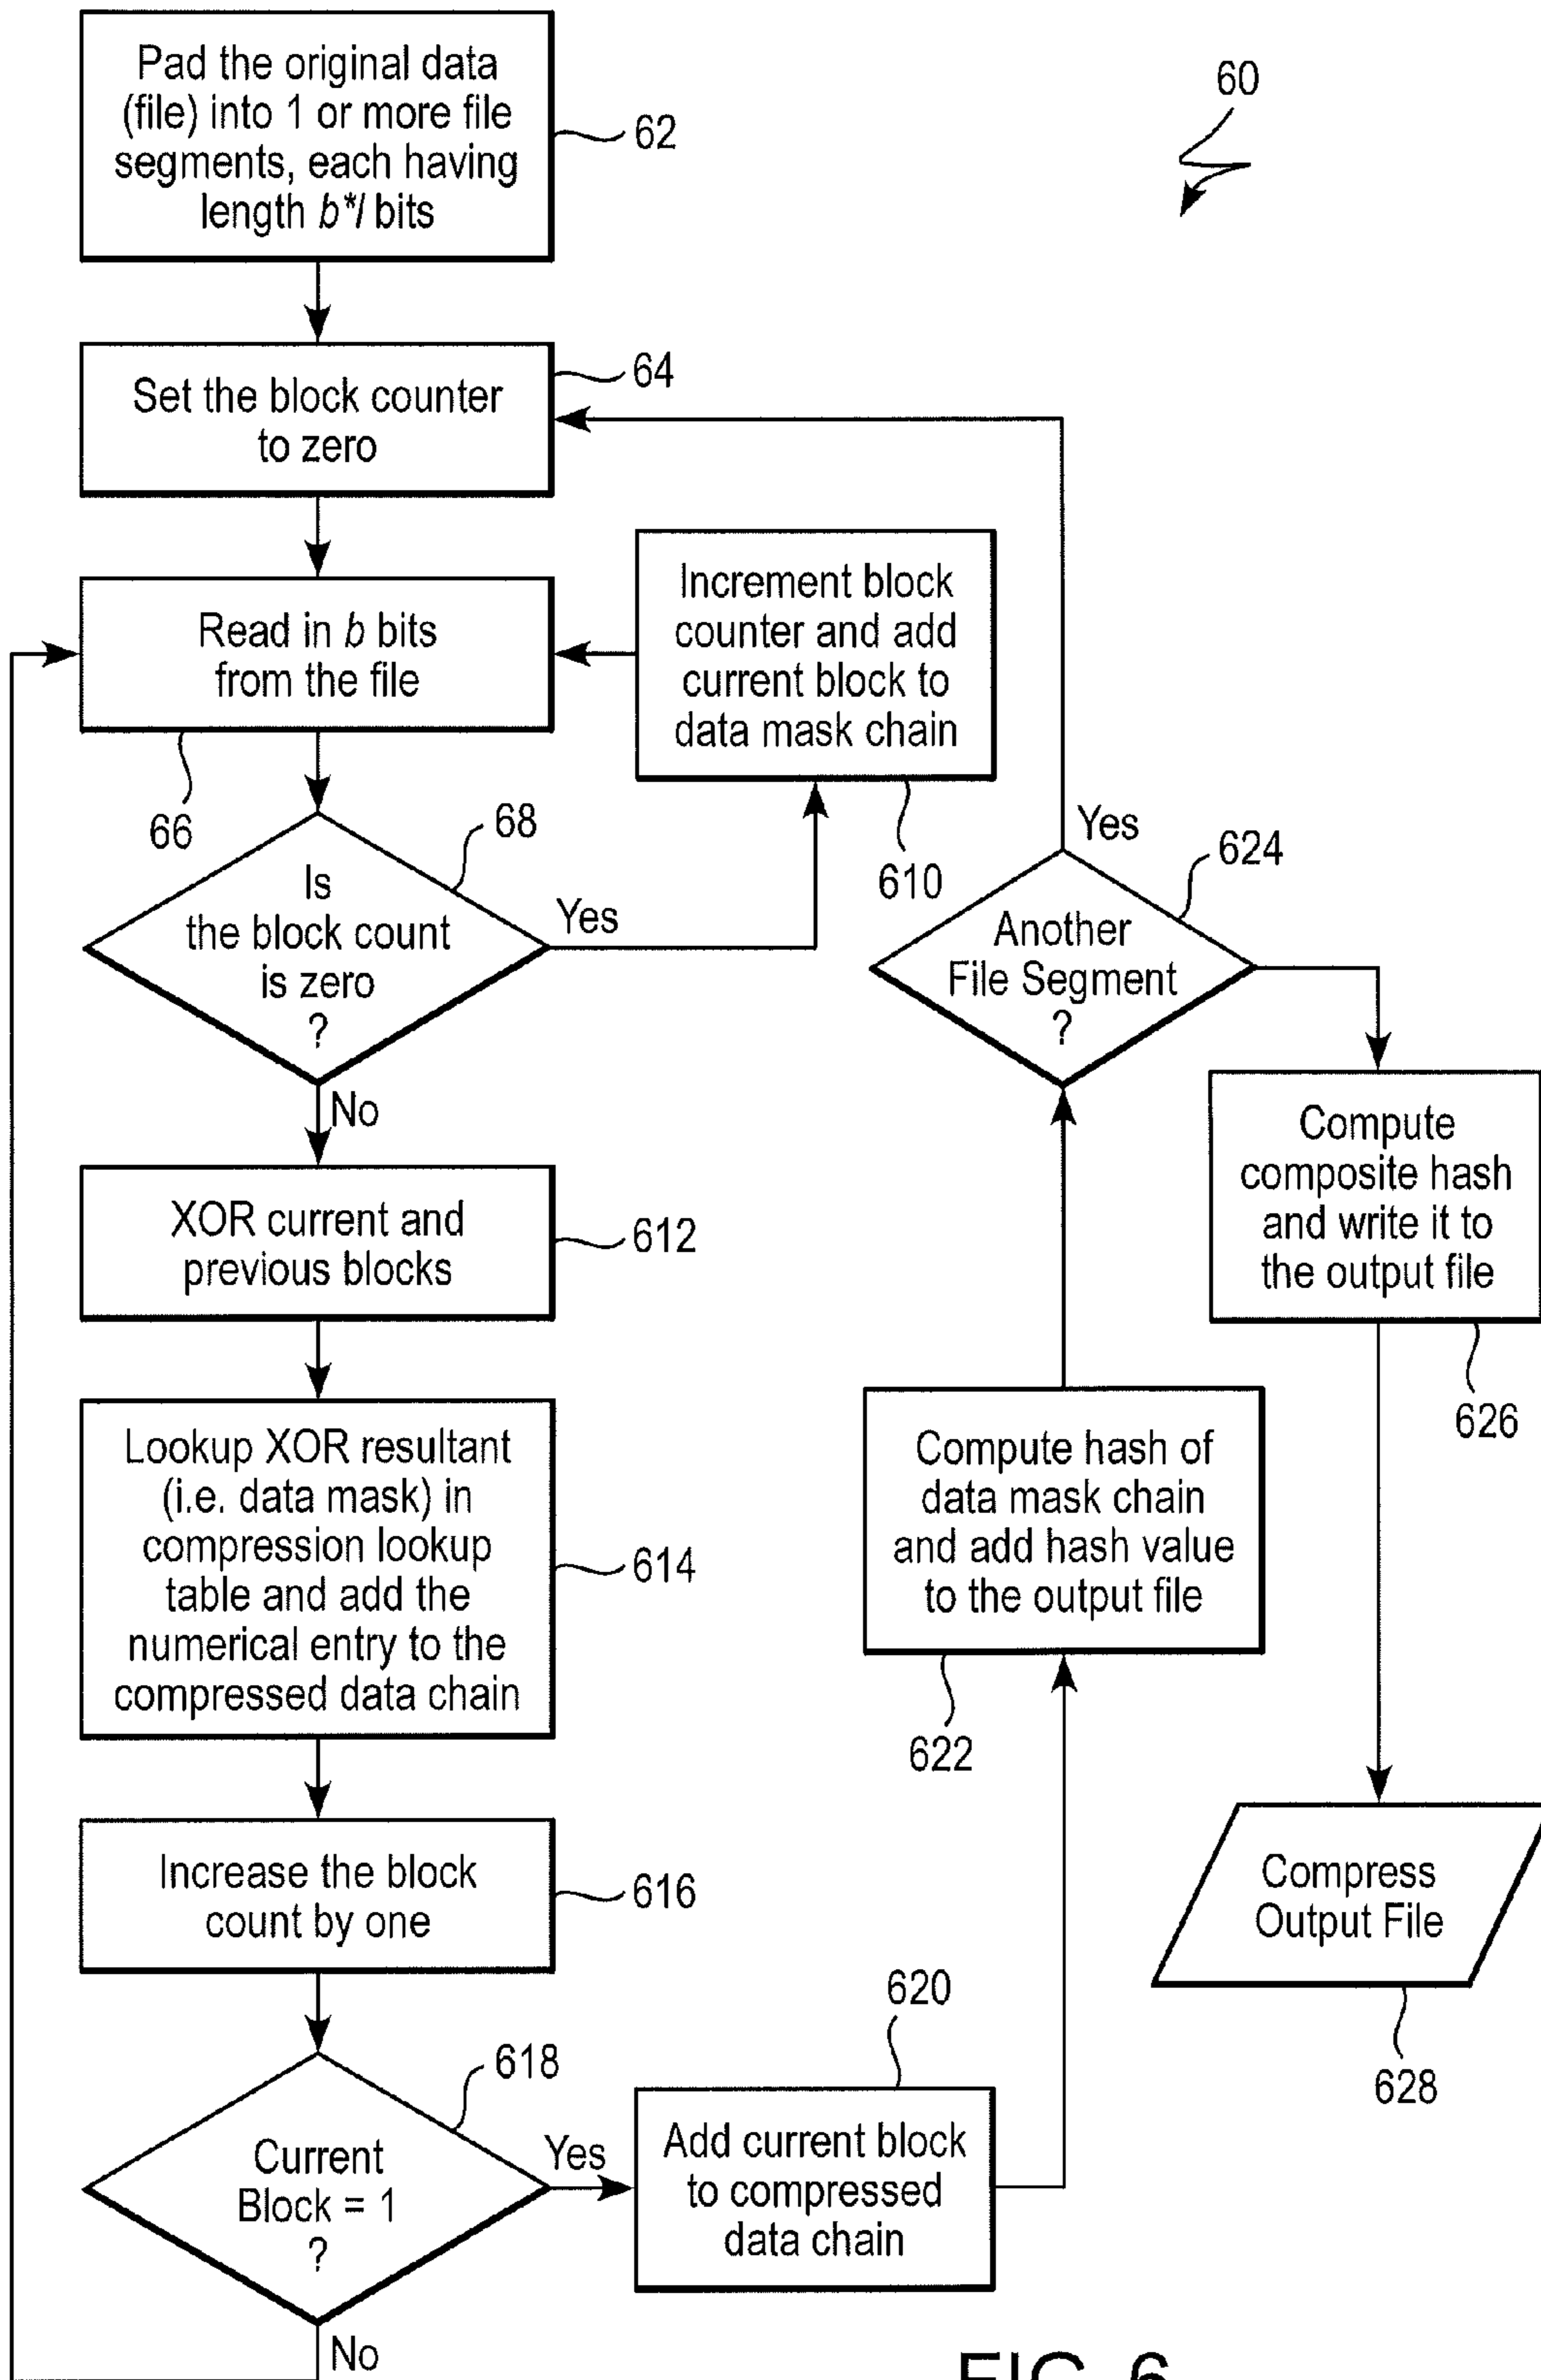 Pad the original data
(file) into 1 or more file
segments, each having
length b*l bits
62
60
Set the block counter
to zero
64
Read in b bits
from the file
66
Increment block
counter and add
current block to
data mask chain
610
Is
the block count
is zero
?
68
Yes
No
XOR current and
previous blocks
612
Lookup XOR resultant
(i.e. data mask) in
compression lookup
table and add the
numerical entry to the
compressed data chain
614
Increase the block
count by one
616
Current
Block = 1
?
618
Yes
No
Add current block
to compressed
data chain
620
Compute hash of
data mask chain
and add hash value
to the output file
622
Another
File Segment
?
624
Yes
Compute
composite hash
and write it to
the output file
626
Compress
Output File
628
FIG. 6